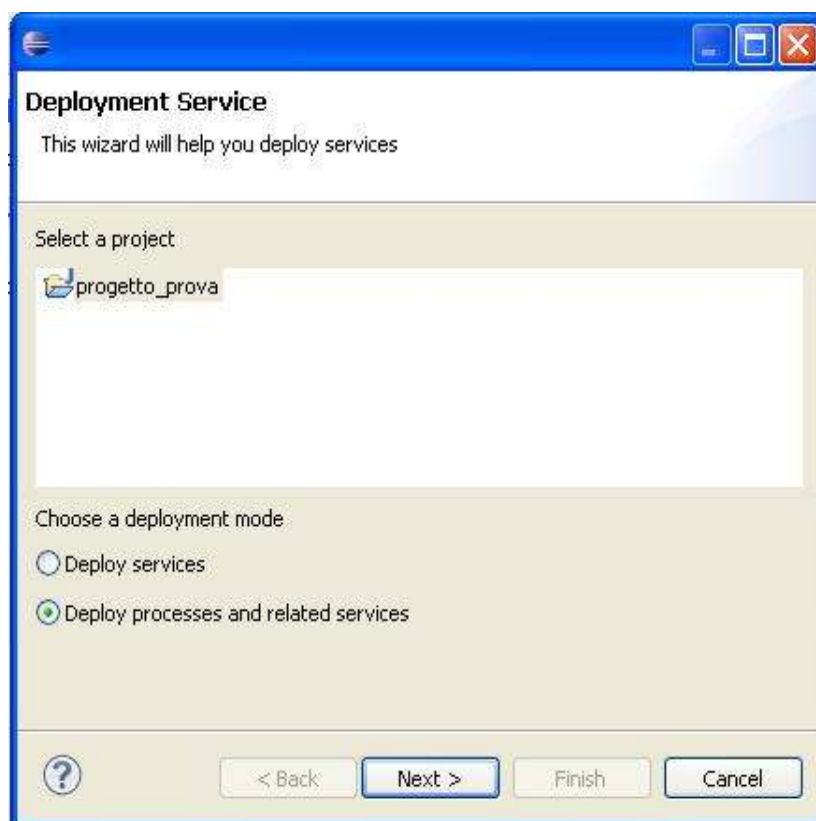 Deployment Service
This wizard will help you deploy services
Select a project
progetto_prova
Choose a deployment mode
Deploy services
Deploy processes and related services
< Back Next > Finish Cancel